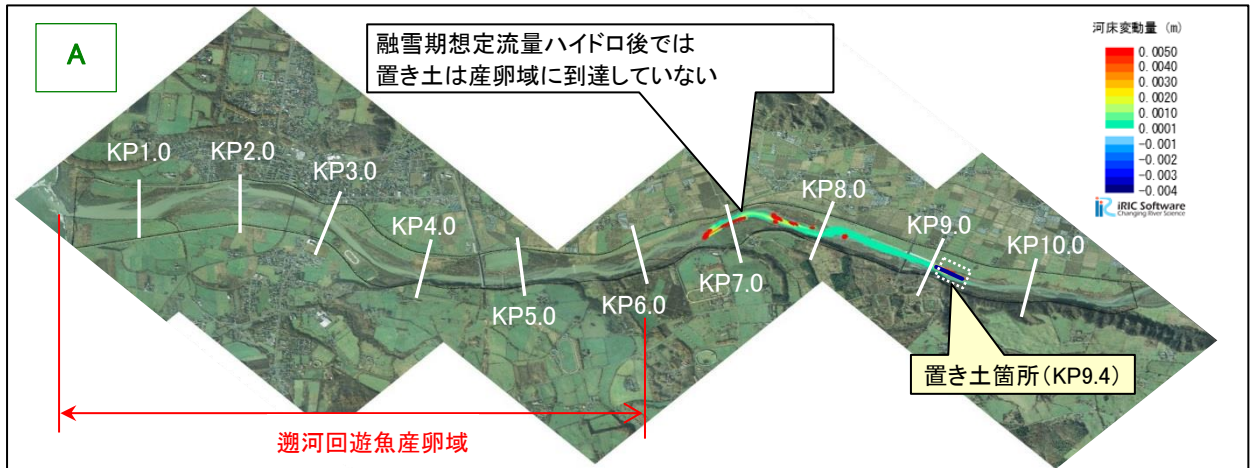 A
融雪期想定流量ハイドロ後では
置き土は産卵域に到達していない
河床変動量 (m)
0.0050
0.0040
0.0030
0.0020
0.0010
0.0001
-0.001
-0.002
-0.003
-0.004
iRIC Software
Changing River Science
KP1.0
KP2.0
KP3.0
KP4.0
KP5.0
KP6.0
KP7.0
KP8.0
KP9.0
KP10.0
置き土箇所(KP9.4)
遡河回遊魚産卵域